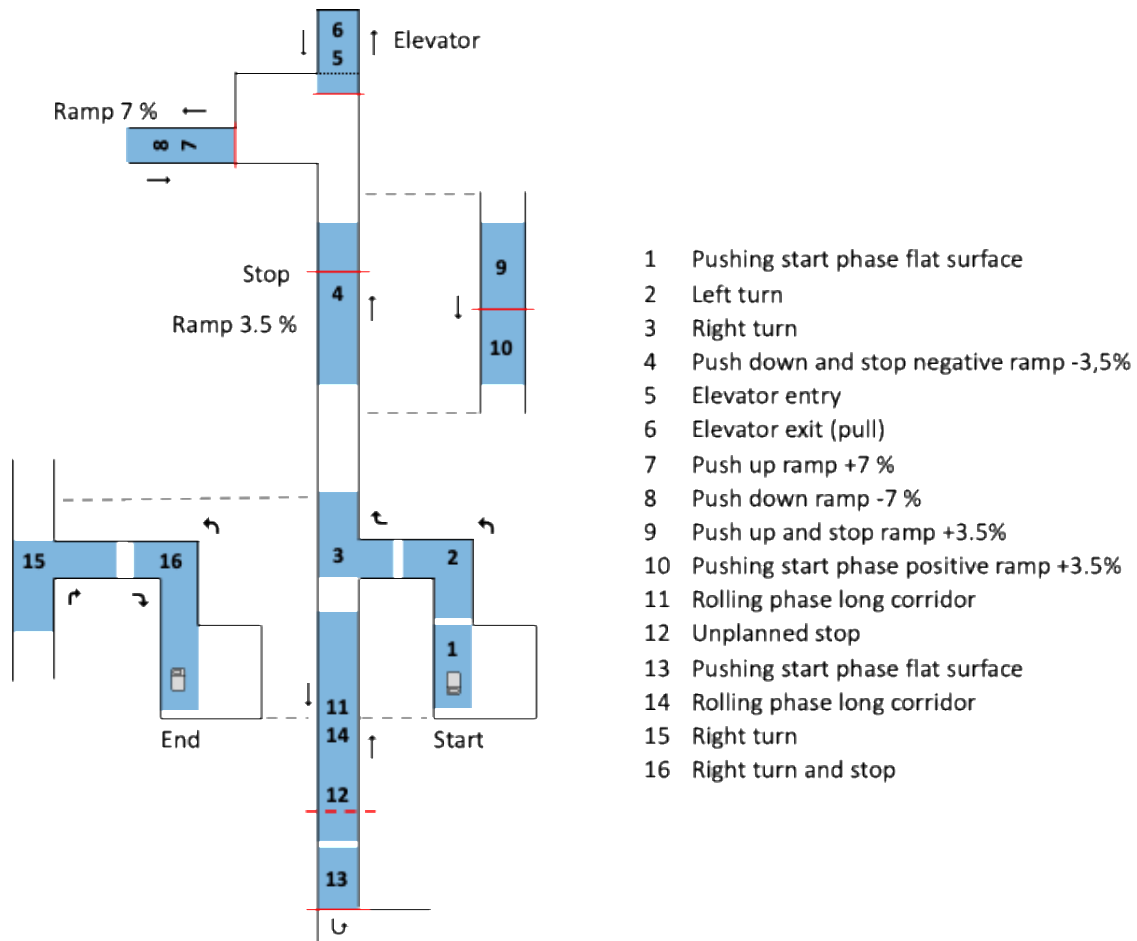 6
5
Elevator
Ramp 7 %
8 7
Stop
4
Ramp 3.5 %
9
10
15
16
3
2
1
11
14
End
Start
12
13
1 Pushing start phase flat surface
2 Left turn
3 Right turn
4 Push down and stop negative ramp -3,5%
5 Elevator entry
6 Elevator exit (pull)
7 Push up ramp +7 %
8 Push down ramp -7 %
9 Push up and stop ramp +3.5%
10 Pushing start phase positive ramp +3.5%
11 Rolling phase long corridor
12 Unplanned stop
13 Pushing start phase flat surface
14 Rolling phase long corridor
15 Right turn
16 Right turn and stop